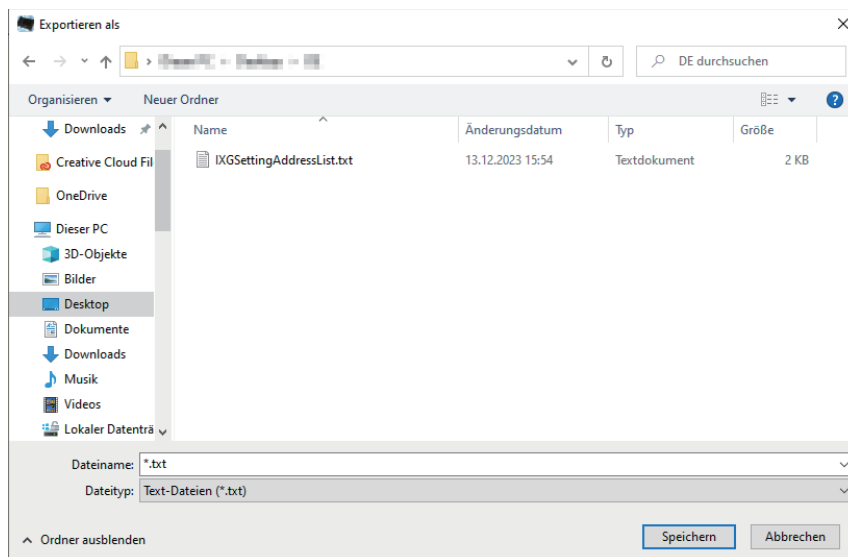 Exportieren als
DE durchsuchen
Organisieren
Neuer Ordner
Downloads
Creative Cloud Fil
OneDrive
Dieser PC
3D-Objekte
Bilder
Desktop
Dokumente
Downloads
Musik
Videos
Lokaler Datenträ
Name Änderungsdatum Typ Größe
IXGSettingAddressList.txt 13.12.2023 15:54 Textdokument 2 KB
Dateiname: *.txt
Dateityp: Text-Dateien (*.txt)
Ordner ausblenden
Speichern
Abbrechen